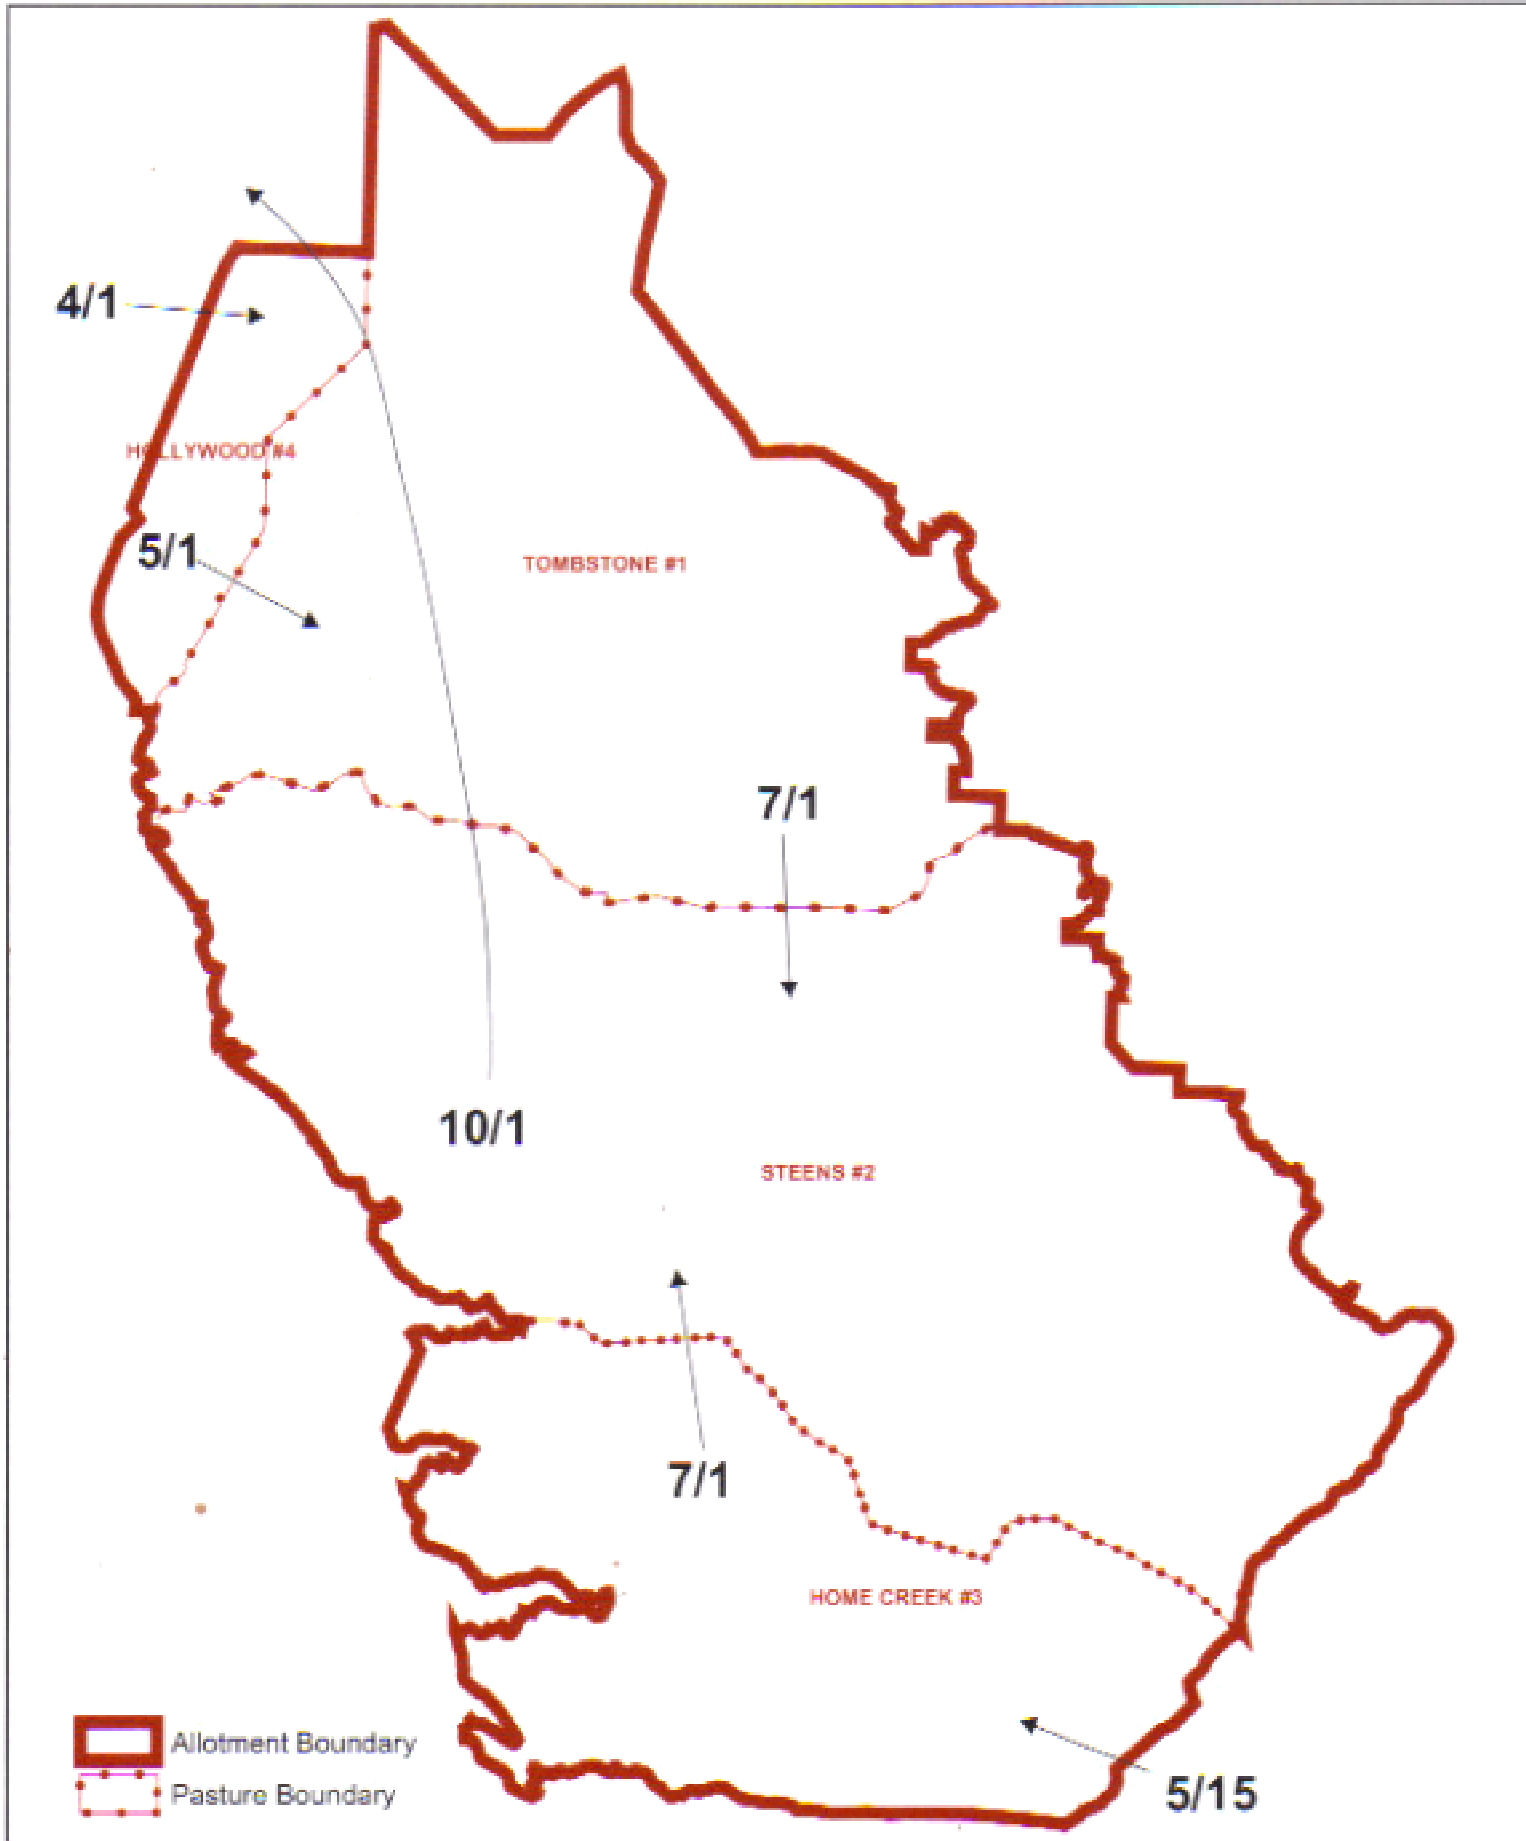 4/1
HOLLYWOOD #4
5/1
TOMBSTONE #1
7/1
10/1
STEENS #2
7/1
HOME CREEK #3
Allotment Boundary
Pasture Boundary
5/15